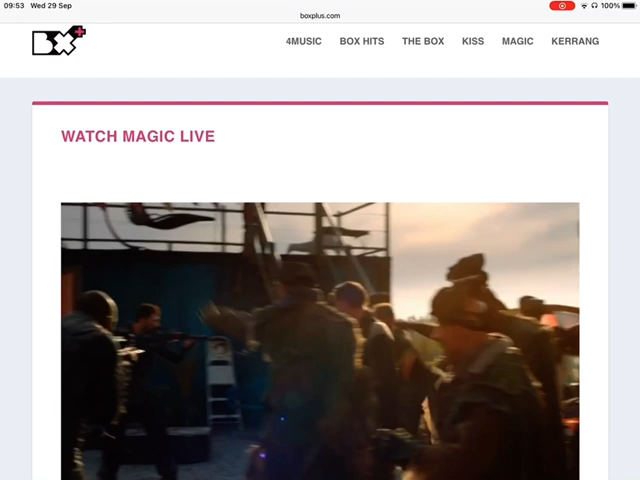 09:53 Wed 29 Sep
100%
boxplus.com
BX+
4MUSIC BOX HITS THE BOX KISS MAGIC KERRANG
WATCH MAGIC LIVE